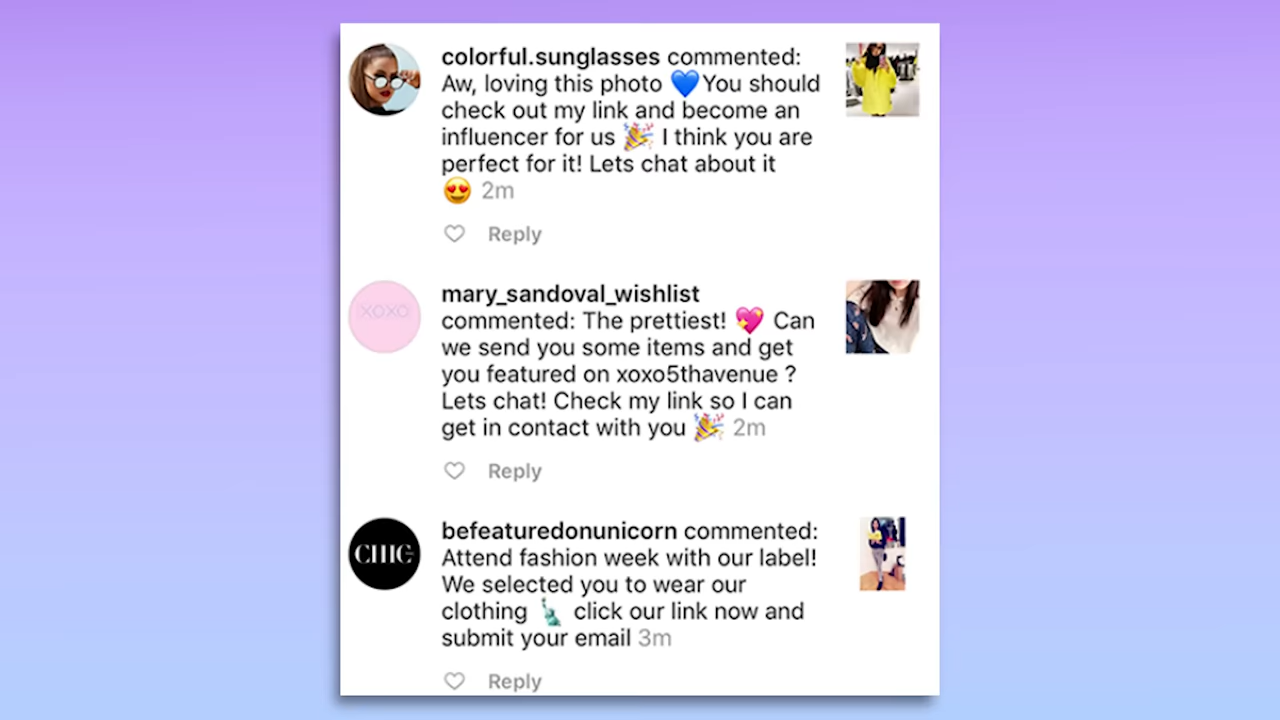 colorful.sunglasses commented:
Aw, loving this photo 💙You should
check out my link and become an
influencer for us 🎉 I think you are
perfect for it! Lets chat about it
😍 2m
Reply
mary_sandoval_wishlist
commented: The prettiest! 💖 Can
we send you some items and get
you featured on xoxo5thavenue ?
Lets chat! Check my link so I can
get in contact with you 🎉 2m
Reply
XOXO
befeaturedonunicorn commented:
Attend fashion week with our label!
We selected you to wear our
clothing 🗽 click our link now and
submit your email 3m
Reply
CHIC